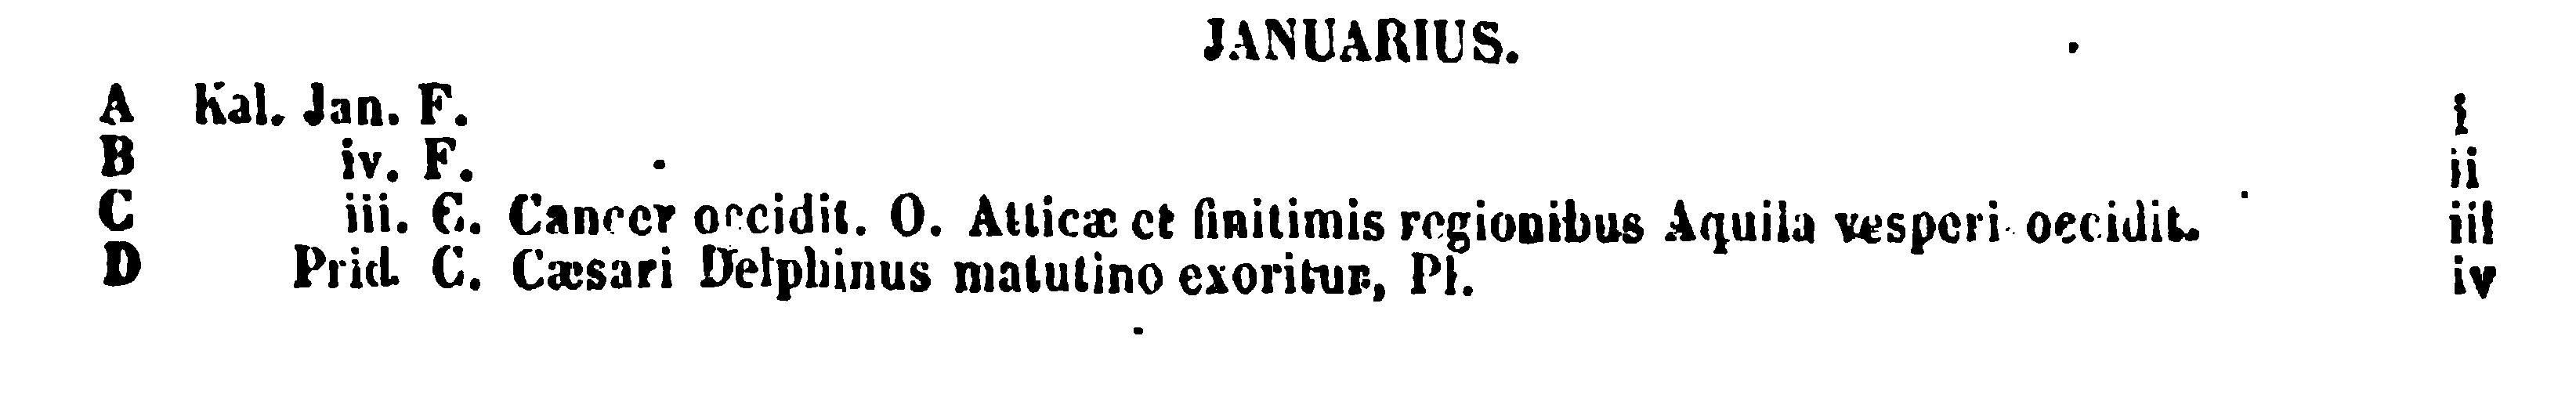 JANUARIUS.
A Kal. Jan. F. i
B iv. F. ii
C iii. C. Cancer occidit. O. Atticæ et finitimis regionibus Aquila vesperi occidit. iii
D Prid. C. Cæsari Delphinus matutino exoritur, Pl. iv